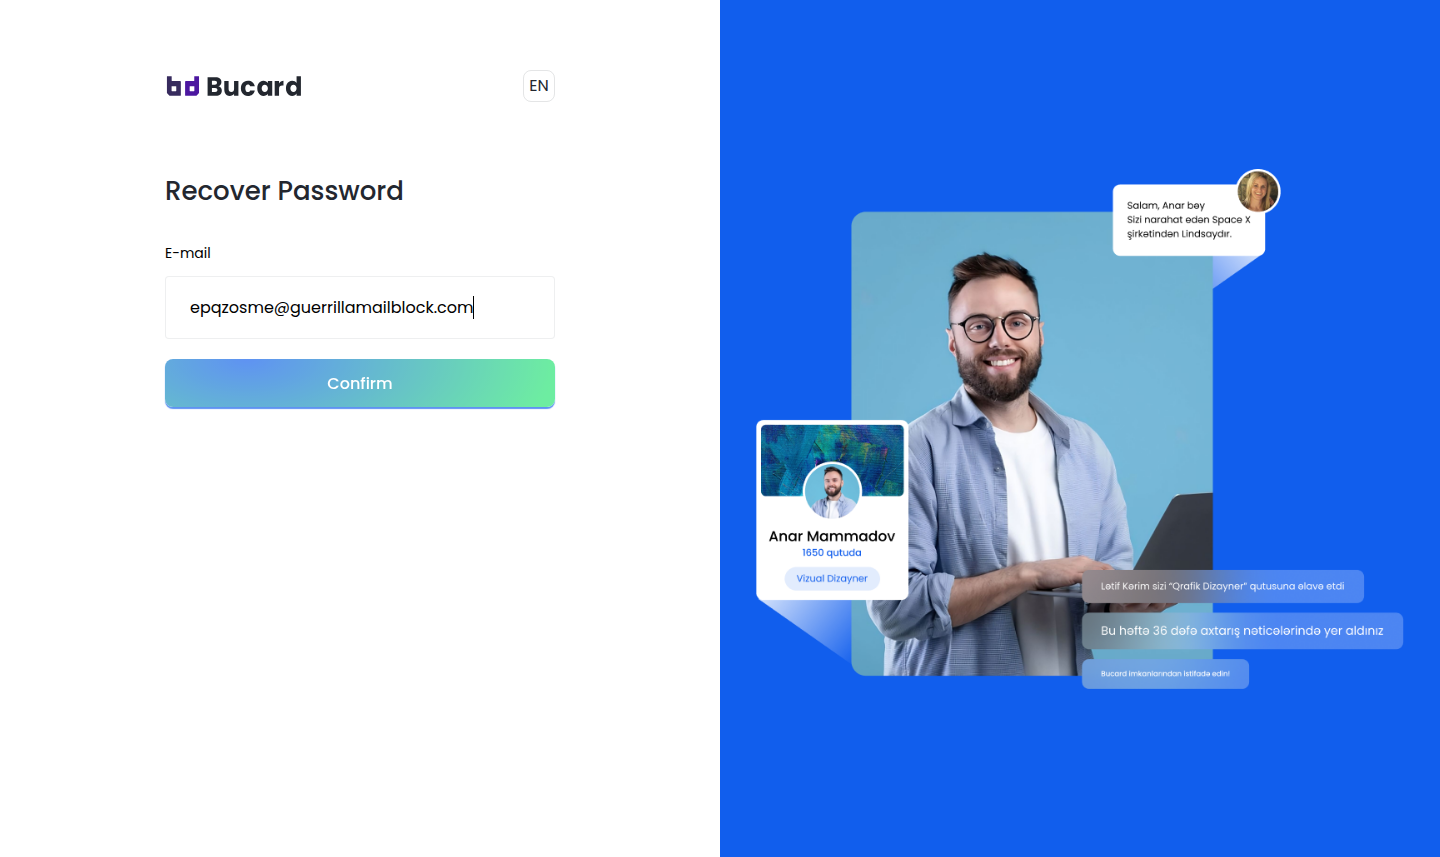 Bucard
EN
Recover Password
E-mail
epqzosme@guerrillamailblock.com
Confirm
Salam, Anar bəy
Sizi narahat edən Space X
şirkətindən Lindsaydır.
Anar Mammadov
1650 qutuda
Vizual Dizayner
Lətif Kərim sizi “Qrafik Dizayner” qutusuna əlavə etdi
Bu həftə 36 dəfə axtarış nəticələrində yer aldınız
Bucard imkanlarından istifadə edin!